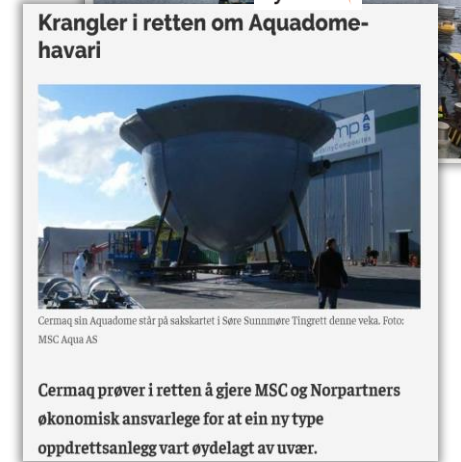 Krangler i retten om Aquadome-
havari
Cermaq sin Aquadome står på sakskartet i Søre Sunnmøre Tingrett denne veka. Foto:
MSC Aqua AS
Cermaq prøver i retten å gjere MSC og Norpartners
økonomisk ansvarlege for at ein ny type
oppdrettsanlegg vart øydelagt av uvær.